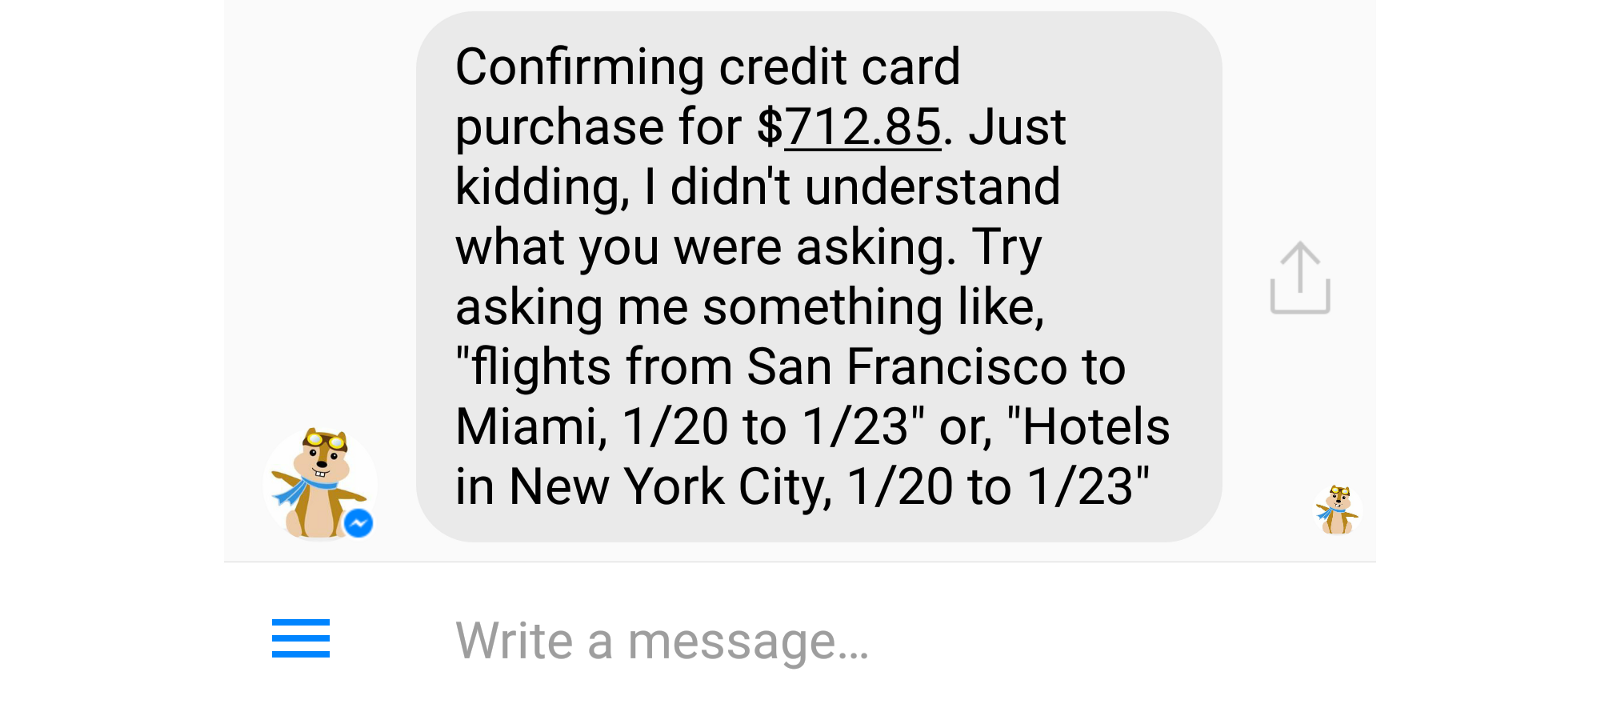 Confirming credit card
purchase for $712.85. Just
kidding, I didn't understand
what you were asking. Try
asking me something like,
"flights from San Francisco to
Miami, 1/20 to 1/23" or, "Hotels
in New York City, 1/20 to 1/23"
Write a message...